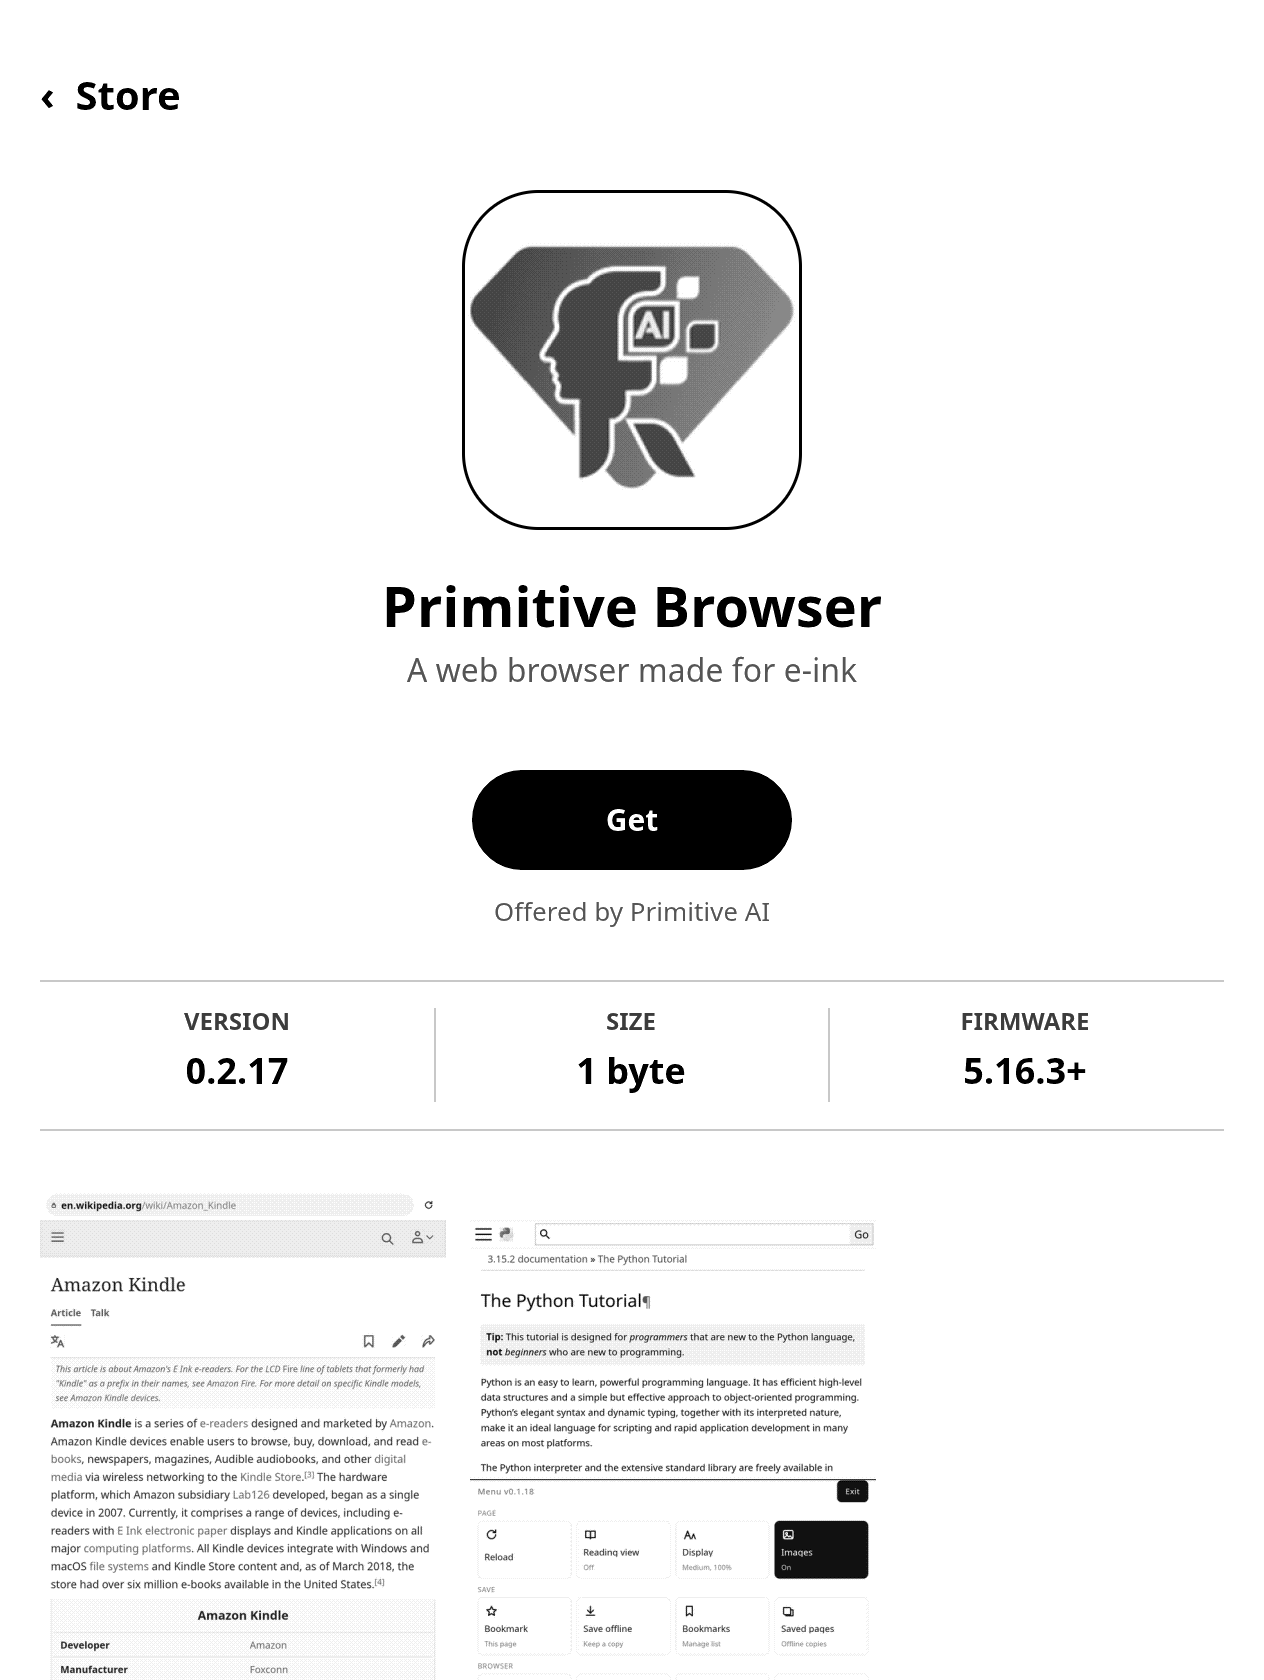 ‹ Store
AI
Primitive Browser
A web browser made for e-ink
Get
Offered by Primitive AI
VERSION
0.2.17
SIZE
1 byte
FIRMWARE
5.16.3+
en.wikipedia.org/wiki/Amazon_Kindle
Amazon Kindle
Article Talk
This article is about Amazon's E Ink e-readers. For the LCD Fire line of tablets that formerly had
"Kindle" as a prefix in their names, see Amazon Fire. For more detail on specific Kindle models,
see Amazon Kindle devices.
Amazon Kindle is a series of e-readers designed and marketed by Amazon.
Amazon Kindle devices enable users to browse, buy, download, and read e-
books, newspapers, magazines, Audible audiobooks, and other digital
media via wireless networking to the Kindle Store.[3] The hardware
platform, which Amazon subsidiary Lab126 developed, began as a single
device in 2007. Currently, it comprises a range of devices, including e-
readers with E Ink electronic paper displays and Kindle applications on all
major computing platforms. All Kindle devices integrate with Windows and
macOS file systems and Kindle Store content and, as of March 2018, the
store had over six million e-books available in the United States.[4]
Amazon Kindle
Developer Amazon
Manufacturer Foxconn
Go
3.15.2 documentation » The Python Tutorial
The Python Tutorial¶
Tip: This tutorial is designed for programmers that are new to the Python language,
not beginners who are new to programming.
Python is an easy to learn, powerful programming language. It has efficient high-level
data structures and a simple but effective approach to object-oriented programming.
Python's elegant syntax and dynamic typing, together with its interpreted nature,
make it an ideal language for scripting and rapid application development in many
areas on most platforms.
The Python interpreter and the extensive standard library are freely available in
Menu v0.1.18 Exit
PAGE
Reload
Reading view
Off
Display
Medium, 100%
Images
On
SAVE
Bookmark
This page
Save offline
Keep a copy
Bookmarks
Manage list
Saved pages
Offline copies
BROWSER